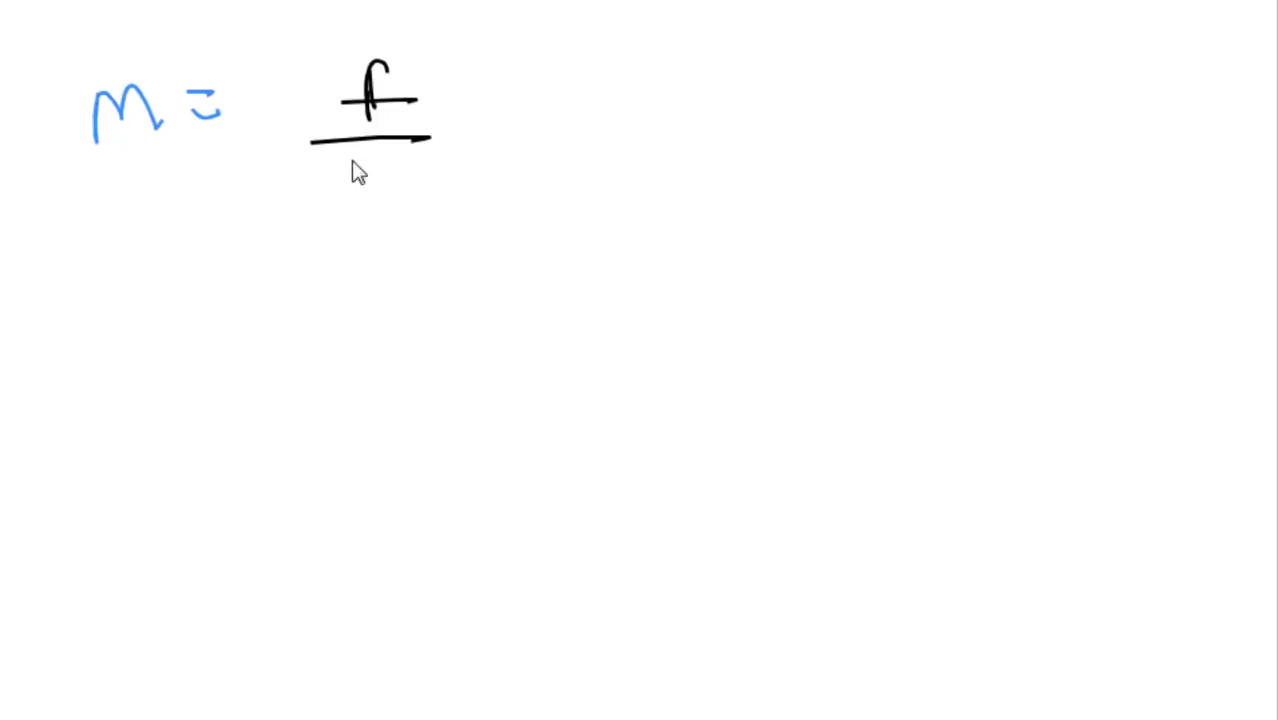 m = f